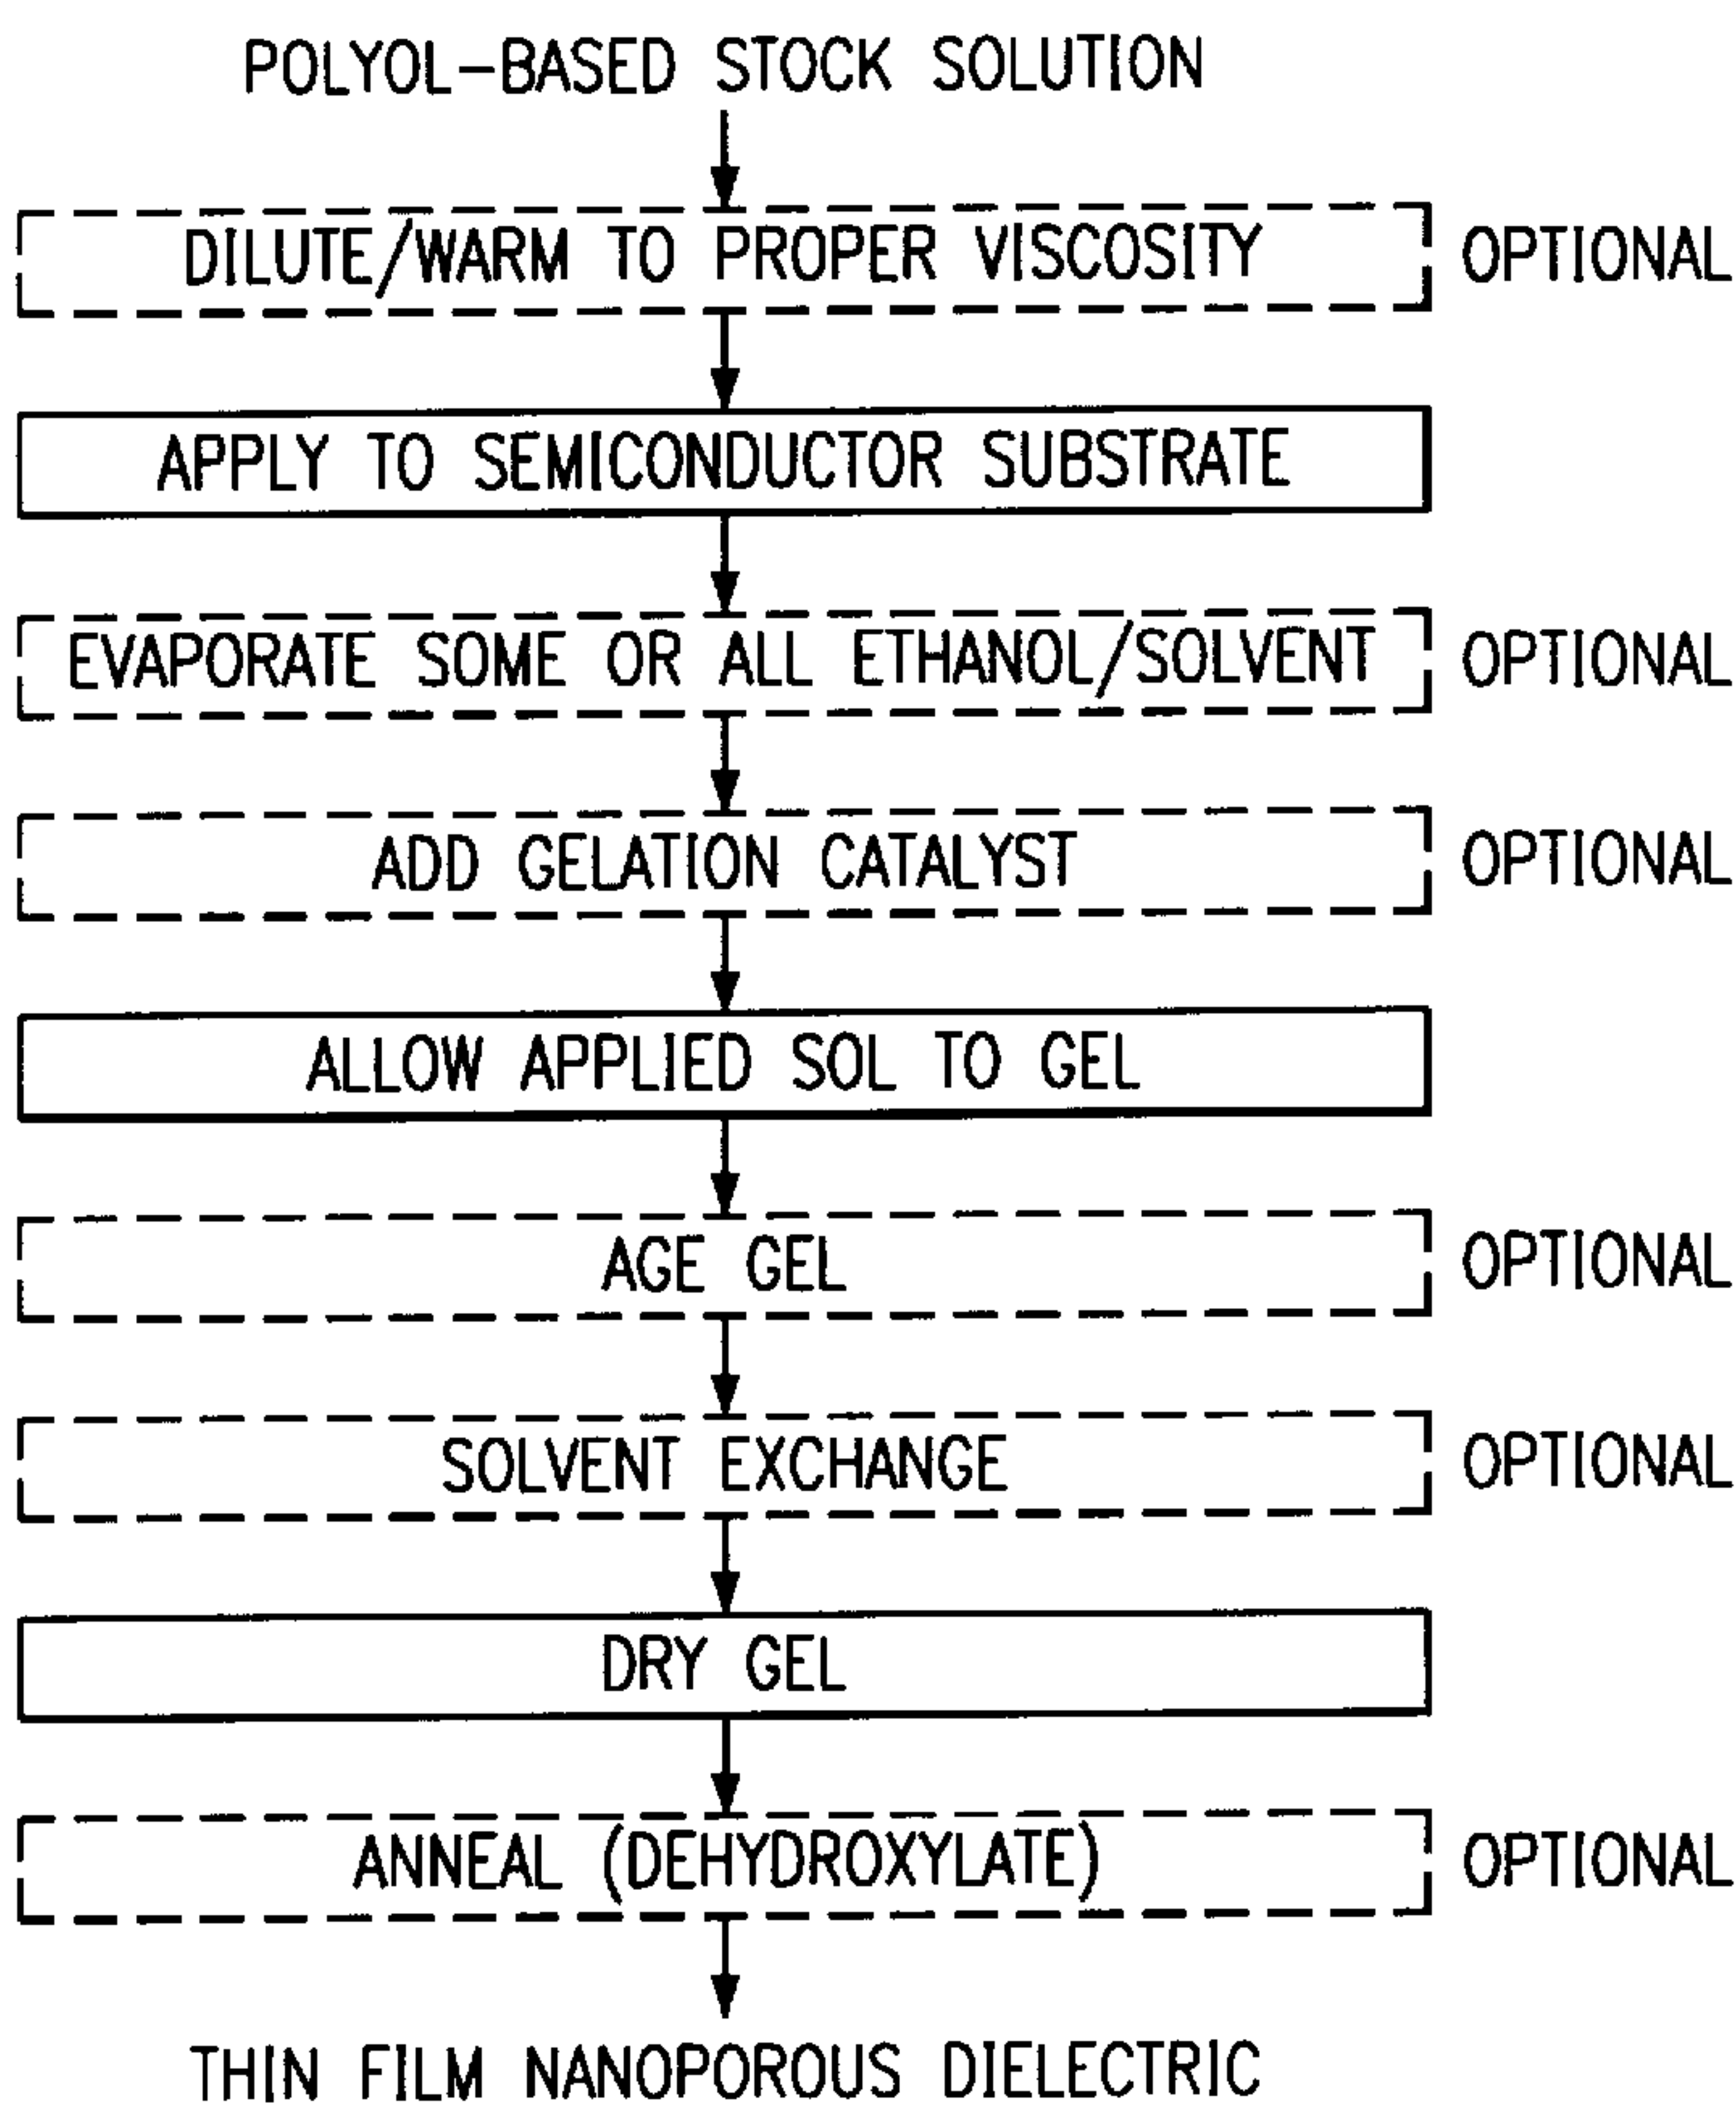 POLYOL-BASED STOCK SOLUTION
DILUTE/WARM TO PROPER VISCOSITY OPTIONAL
APPLY TO SEMICONDUCTOR SUBSTRATE
EVAPORATE SOME OR ALL ETHANOL/SOLVENT OPTIONAL
ADD GELATION CATALYST OPTIONAL
ALLOW APPLIED SOL TO GEL
AGE GEL OPTIONAL
SOLVENT EXCHANGE OPTIONAL
DRY GEL
ANNEAL (DEHYDROXYLATE) OPTIONAL
THIN FILM NANOPOROUS DIELECTRIC